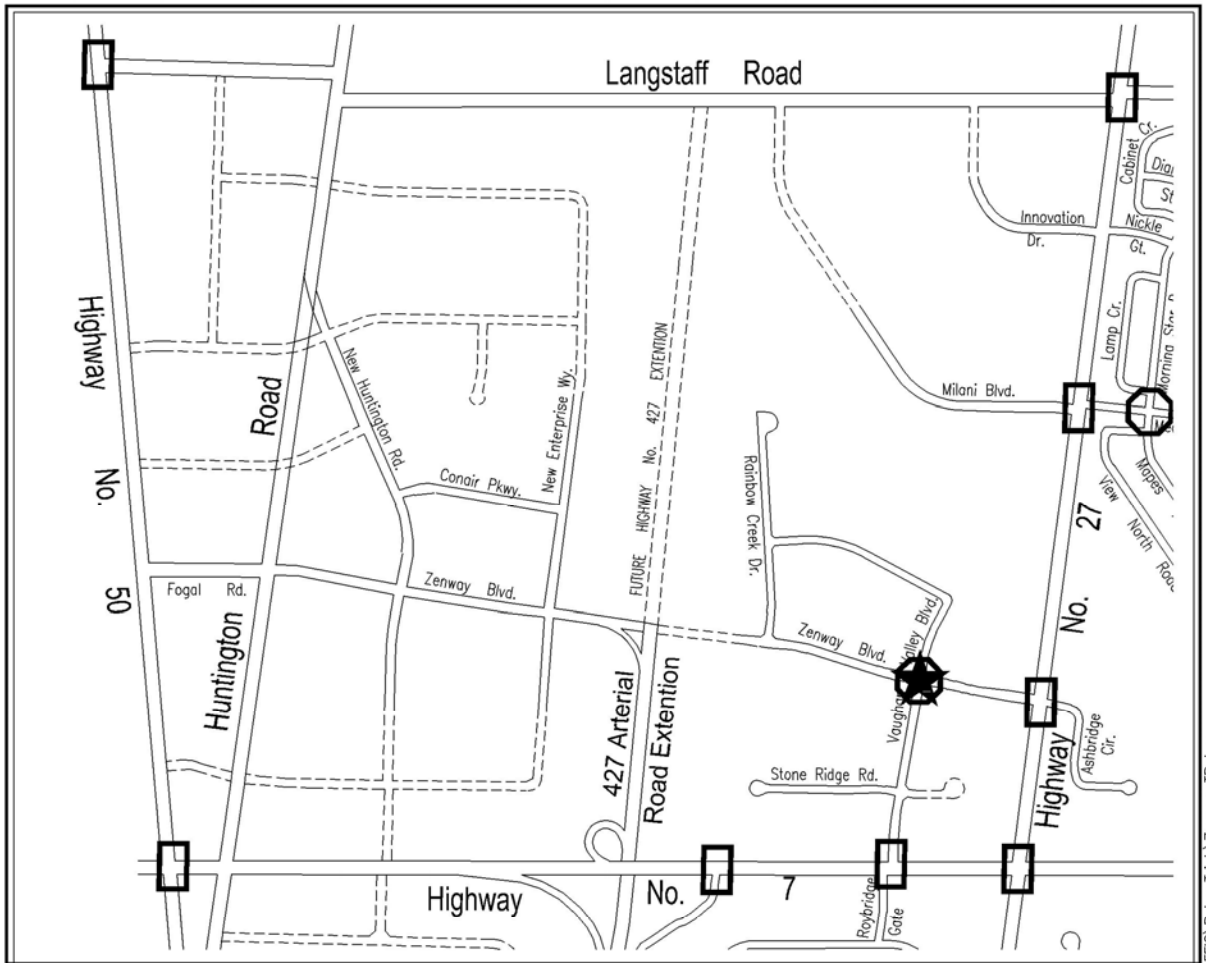 Langstaff Road
Cabinet Cr.
Innovation
Dr.
Nickle
Gt.
Lamp Cr.
Milani Blvd.
Mapes
View North
Highway No. 50
Huntington Road
New Huntington Rd.
Conair Pkwy.
New Enterprise Wy.
FUTURE HIGHWAY No. 427 EXTENTION
Rainbow Creek Dr.
Fogal Rd.
Zenway Blvd.
Zenway Blvd.
Valley Blvd.
427 Arterial
Road Extention
Stone Ridge Rd.
Ashbridge
Cir.
Highway No. 27
Highway No. 7
Roybridge
Gate